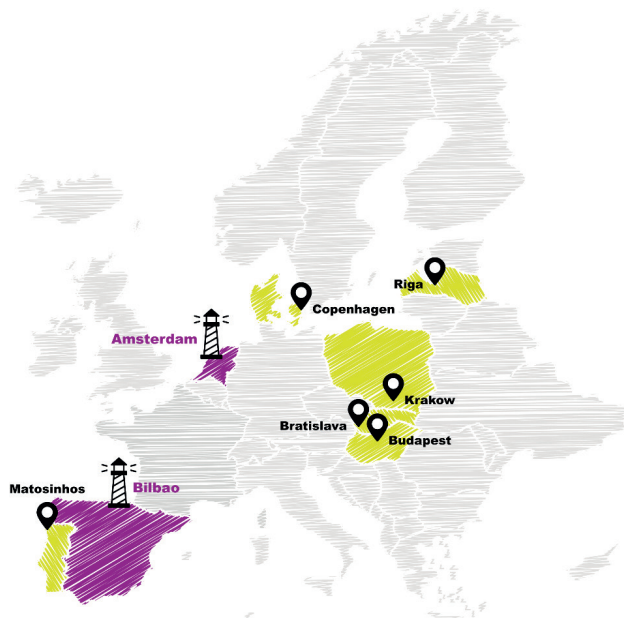 Riga
Copenhagen
Amsterdam
Krakow
Bratislava
Budapest
Matosinhos
Bilbao